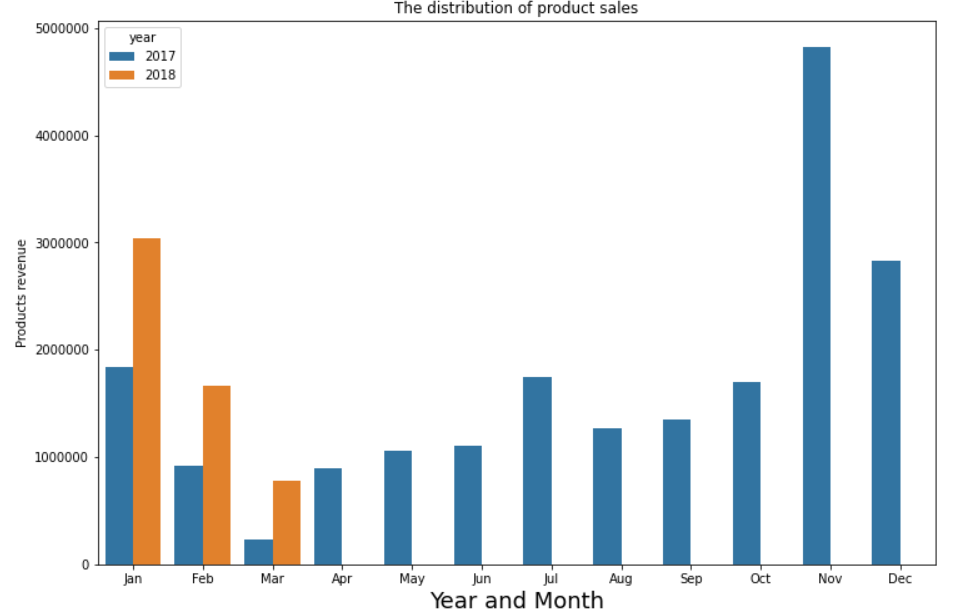 The distribution of product sales
year
2017
2018
Products revenue
5000000
4000000
3000000
2000000
1000000
0
Jan Feb Mar Apr May Jun Jul Aug Sep Oct Nov Dec
Year and Month